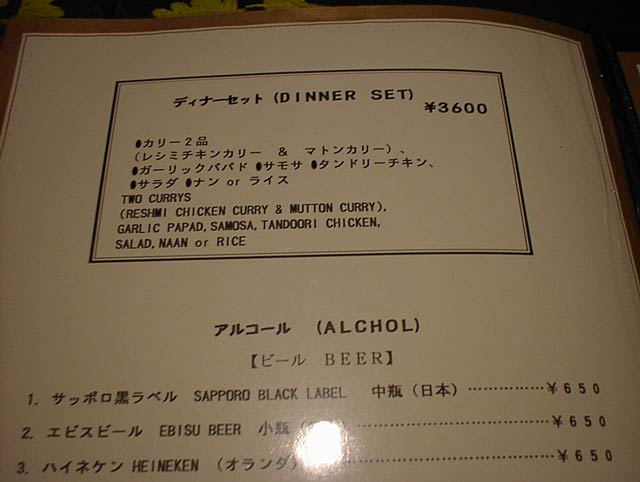 ディナーセット (DINNER SET)
¥3600
●カリー2品
(レシミチキンカリー & マトンカリー)、
●ガーリックパパド ●サモサ ●タンドリーチキン、
●サラダ ●ナン or ライス
TWO CURRYS
(RESHMI CHICKEN CURRY & MUTTON CURRY),
GARLIC PAPAD, SAMOSA, TANDOORI CHICKEN,
SALAD, NAAN or RICE
アルコール (ALCHOL)
【ビール BEER】
1. サッポロ黒ラベル SAPPORO BLACK LABEL 中瓶 (日本) ……………¥650
2. エビスビール EBISU BEER 小瓶 ……………¥650
3. ハイネケン HEINEKEN (オランダ) ……………¥650